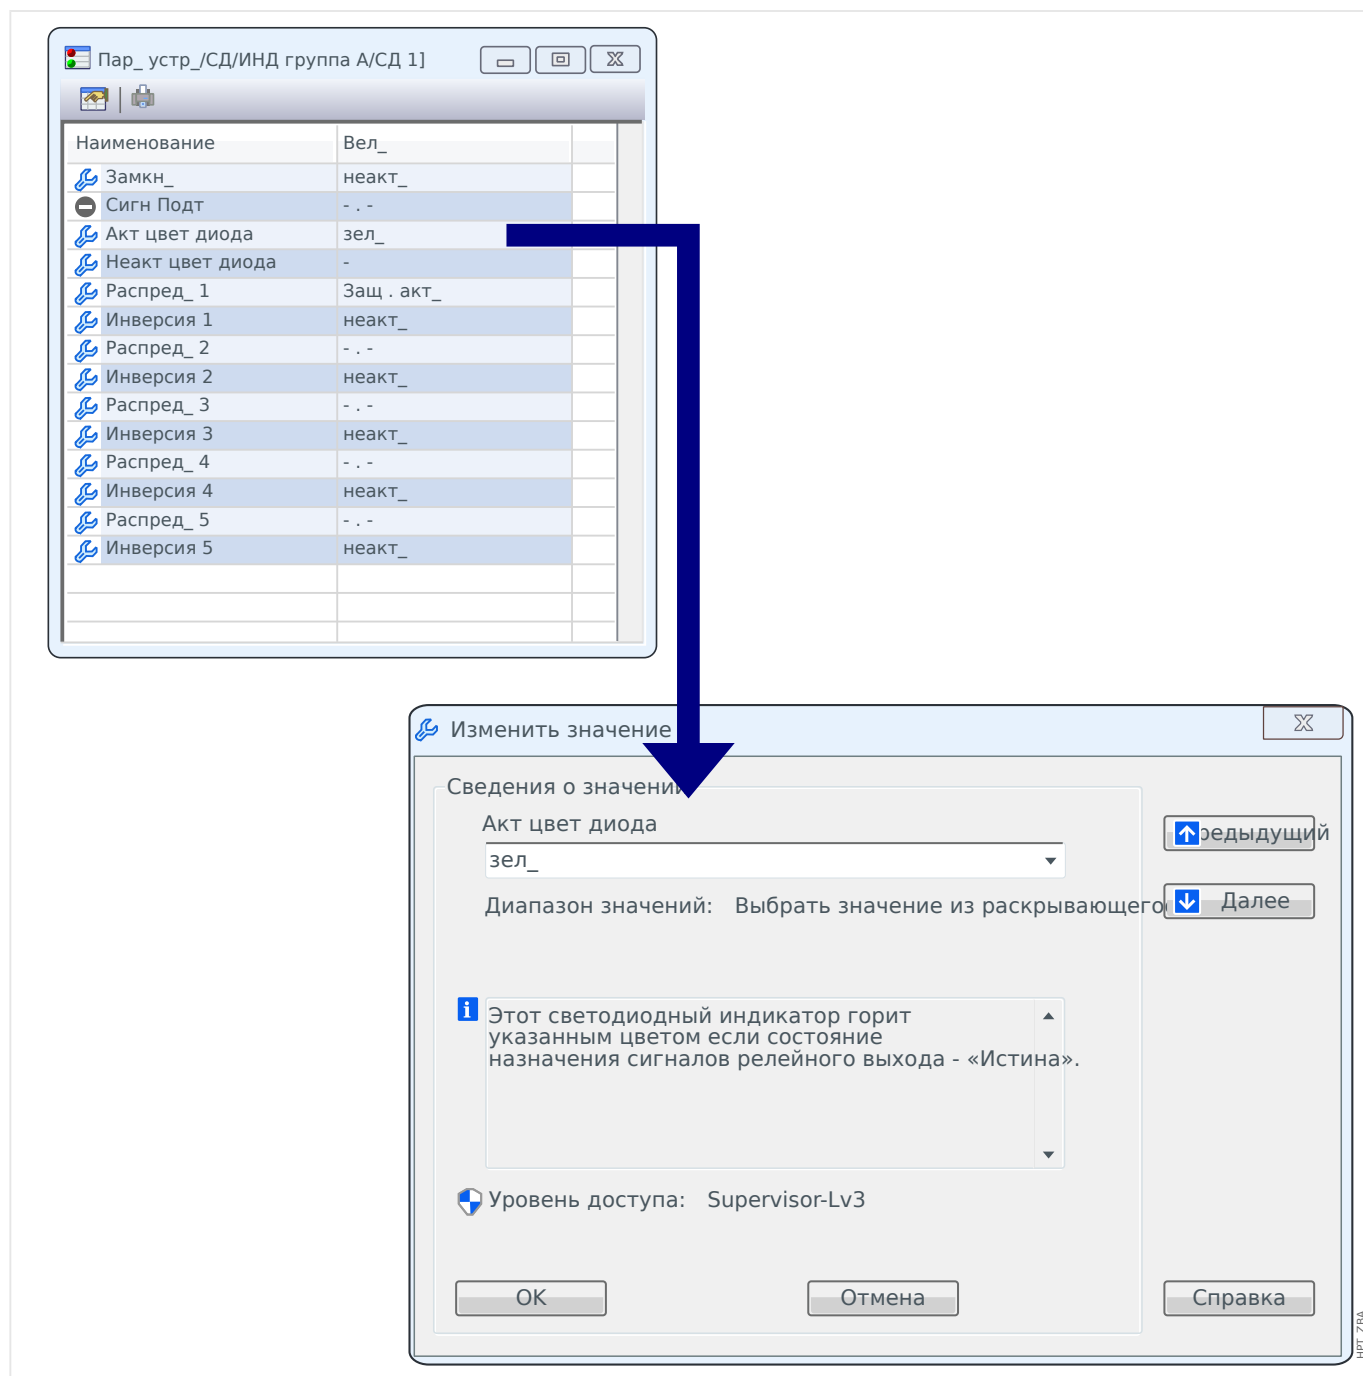 Пар_ устр_/СД/ИНД группа А/СД 1]
Наименование Вел_
Замкн_ неакт_
Сигн Подт - . -
Акт цвет диода зел_
Неакт цвет диода -
Распред_ 1 Защ . акт_
Инверсия 1 неакт_
Распред_ 2 - . -
Инверсия 2 неакт_
Распред_ 3 - . -
Инверсия 3 неакт_
Распред_ 4 - . -
Инверсия 4 неакт_
Распред_ 5 - . -
Инверсия 5 неакт_
Изменить значение
Сведения о значении
Акт цвет диода
зел_
Диапазон значений: Выбрать значение из раскрывающего
редыдущий
Далее
Этот светодиодный индикатор горит
указанным цветом если состояние
назначения сигналов релейного выхода - «Истина».
Уровень доступа: Supervisor-Lv3
OK Отмена Справка
HPT_ZBA